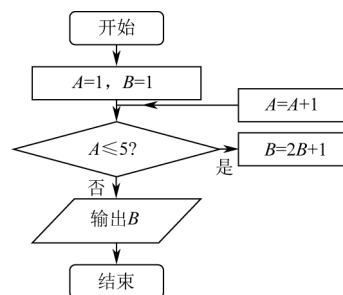 开始
A=1，B=1
A=A+1
A≤5?
B=2B+1
是
否
输出B
结束